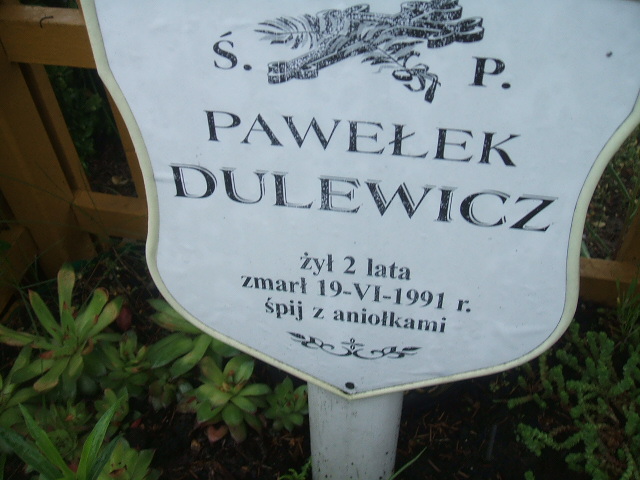 Ś. P.
PAWEŁEK
DULEWICZ
żył 2 lata
zmarł 19-VI-1991 r.
śpij z aniołkami